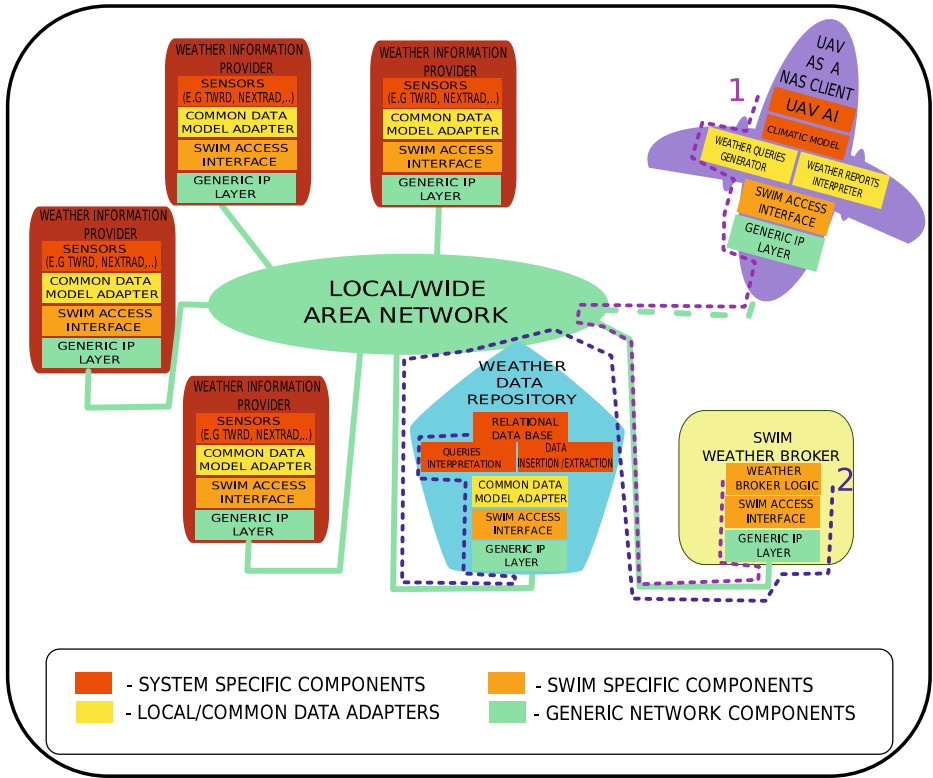 WEATHER INFORMATION
PROVIDER
SENSORS
(E.G TWRD, NEXTRAD,..)
COMMON DATA
MODEL ADAPTER
SWIM ACCESS
INTERFACE
GENERIC IP
LAYER
WEATHER INFORMATION
PROVIDER
SENSORS
(E.G TWRD, NEXTRAD,..)
COMMON DATA
MODEL ADAPTER
SWIM ACCESS
INTERFACE
GENERIC IP
LAYER
1
UAV
AS A
NAS CLIENT
UAV AI
CLIMATIC MODEL
WEATHER QUERIES
GENERATOR
WEATHER REPORTS
INTERPRETER
SWIM ACCESS
INTERFACE
GENERIC IP
LAYER
WEATHER INFORMATION
PROVIDER
SENSORS
(E.G TWRD, NEXTRAD,..)
COMMON DATA
MODEL ADAPTER
SWIM ACCESS
INTERFACE
GENERIC IP
LAYER
LOCAL/WIDE
AREA NETWORK
WEATHER INFORMATION
PROVIDER
SENSORS
(E.G TWRD, NEXTRAD,..)
COMMON DATA
MODEL ADAPTER
SWIM ACCESS
INTERFACE
GENERIC IP
LAYER
WEATHER
DATA
REPOSITORY
RELATIONAL
DATA BASE
QUERIES
INTERPRETATION
DATA
INSERTION/EXTRACTION
COMMON DATA
MODEL ADAPTER
SWIM ACCESS
INTERFACE
GENERIC IP
LAYER
SWIM
WEATHER BROKER
WEATHER
BROKER LOGIC
2
SWIM ACCESS
INTERFACE
GENERIC IP
LAYER
- SYSTEM SPECIFIC COMPONENTS
- LOCAL/COMMON DATA ADAPTERS
- SWIM SPECIFIC COMPONENTS
- GENERIC NETWORK COMPONENTS